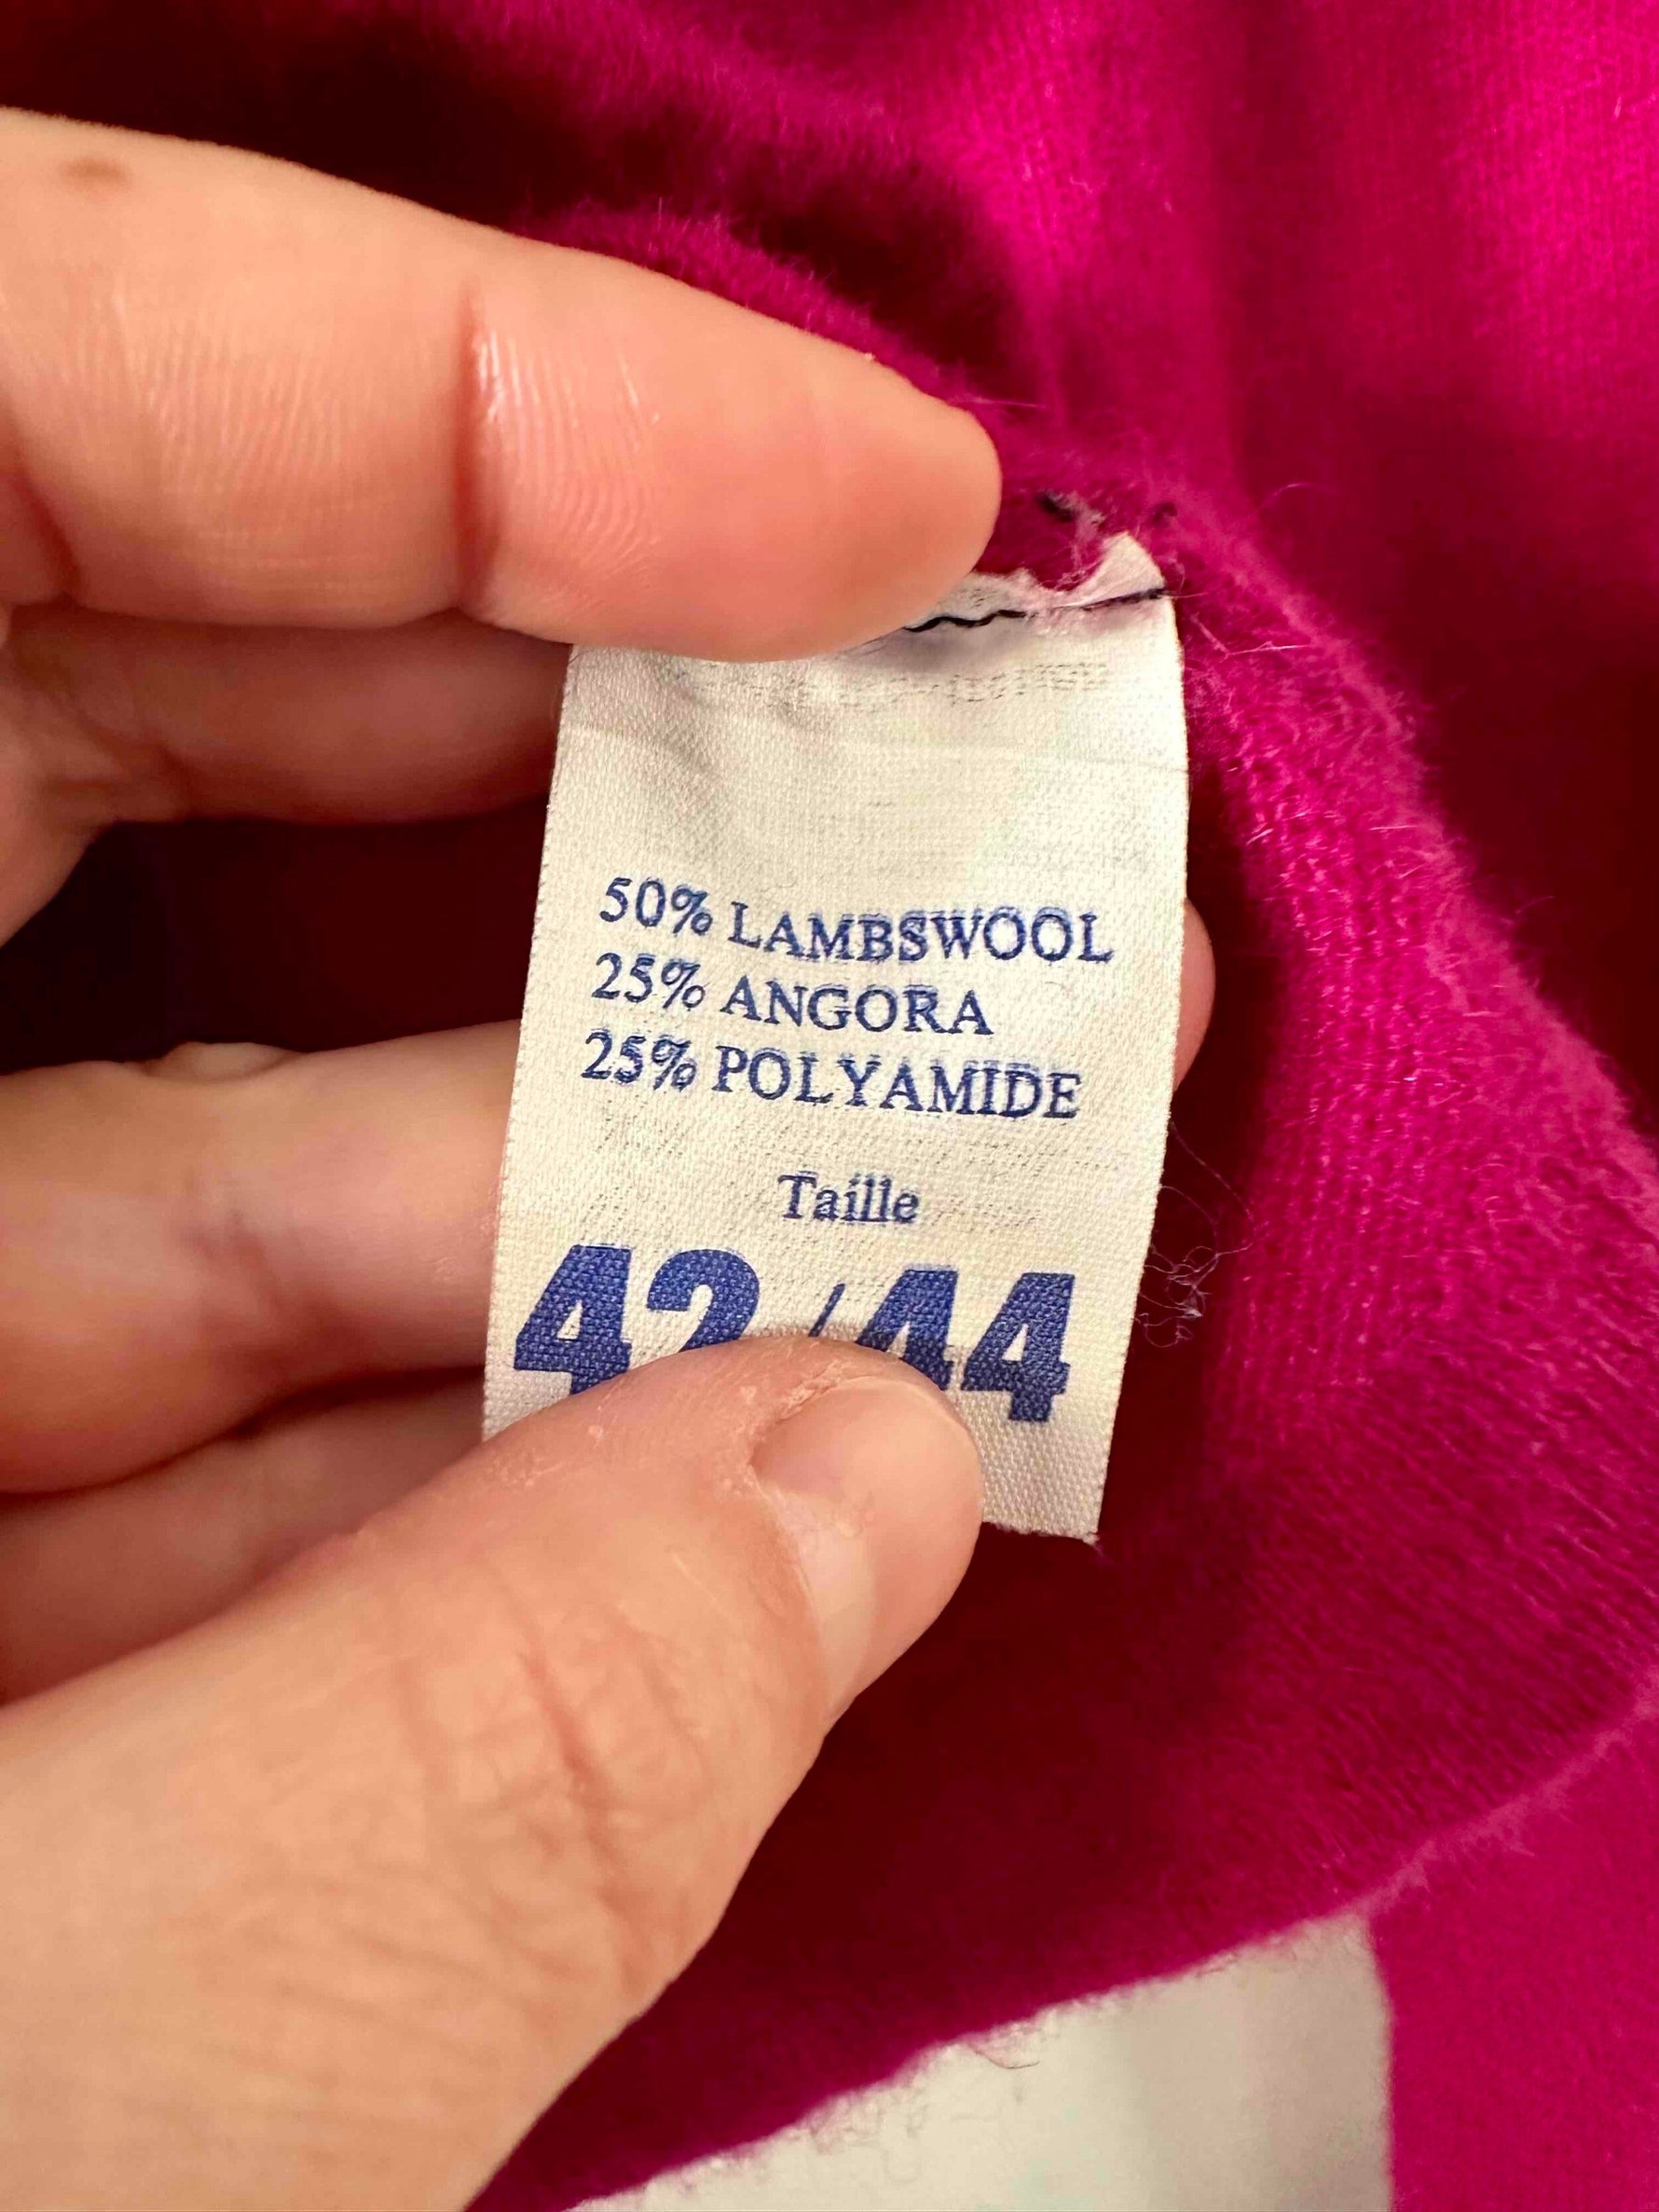 50% LAMBSWOOL
25% ANGORA
25% POLYAMIDE
Taille
42/44